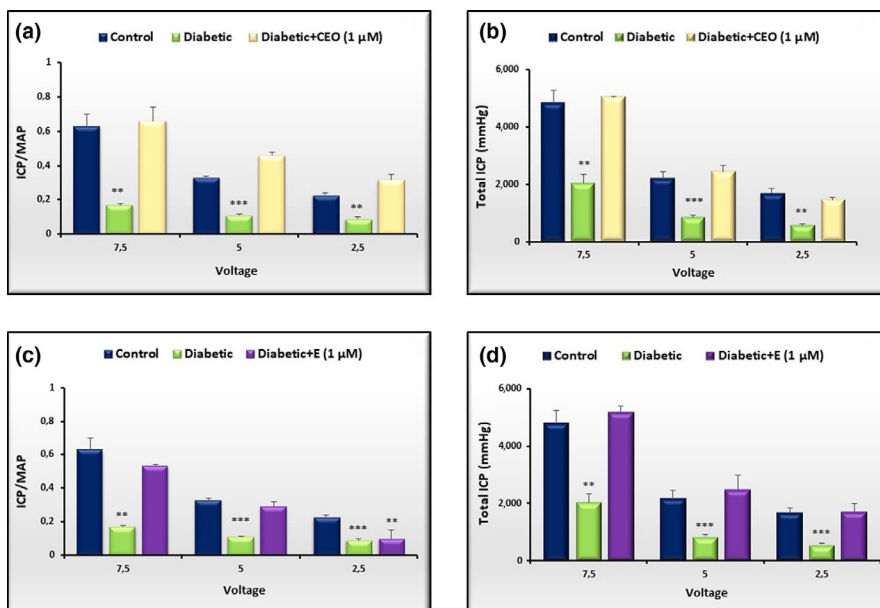 (a)
Control Diabetic Diabetic+CEO (1 µM)
ICP/MAP
1
0,8
0,6
0,4
0,2
0
** *** **
7,5 5 2,5
Voltage
(b)
Control Diabetic Diabetic+CEO (1 µM)
Total ICP (mmHg)
6,000
4,000
2,000
0
** *** **
7,5 5 2,5
Voltage
(c)
Control Diabetic Diabetic+E (1 µM)
ICP/MAP
1
0,8
0,6
0,4
0,2
0
** *** *** **
7,5 5 2,5
Voltage
(d)
Control Diabetic Diabetic+E (1 µM)
Total ICP (mmHg)
6,000
4,000
2,000
0
** *** ***
7,5 5 2,5
Voltage